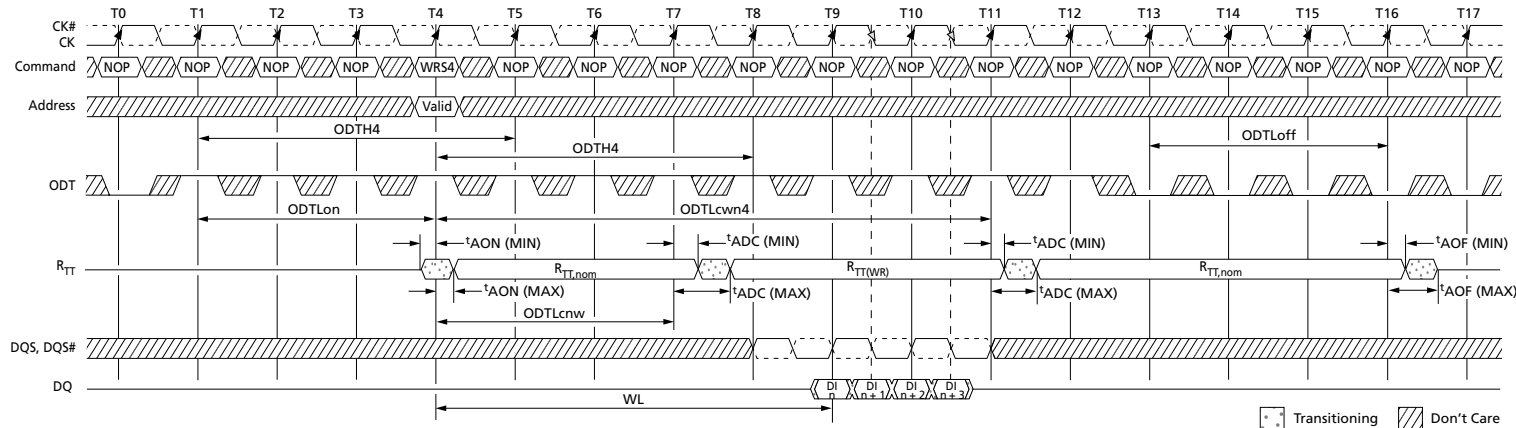 T0 T1 T2 T3 T4 T5 T6 T7 T8 T9 T10 T11 T12 T13 T14 T15 T16 T17
CK#
CK
Command NOP NOP NOP NOP WRS4 NOP NOP NOP NOP NOP NOP NOP NOP NOP NOP NOP NOP NOP
Address Valid
ODTH4 ODTLoff
ODTH4
ODT
ODTLon ODTLcwn4
tAON (MIN) tADC (MIN) tADC (MIN) tAOF (MIN)
RTT RTT,nom RTT(WR) RTT,nom
tAON (MAX) tADC (MAX) tADC (MAX) tAOF (MAX)
ODTLcnw
DQS, DQS#
DQ DI n DI n + 1 DI n + 2 DI n + 3
WL
Transitioning Don't Care